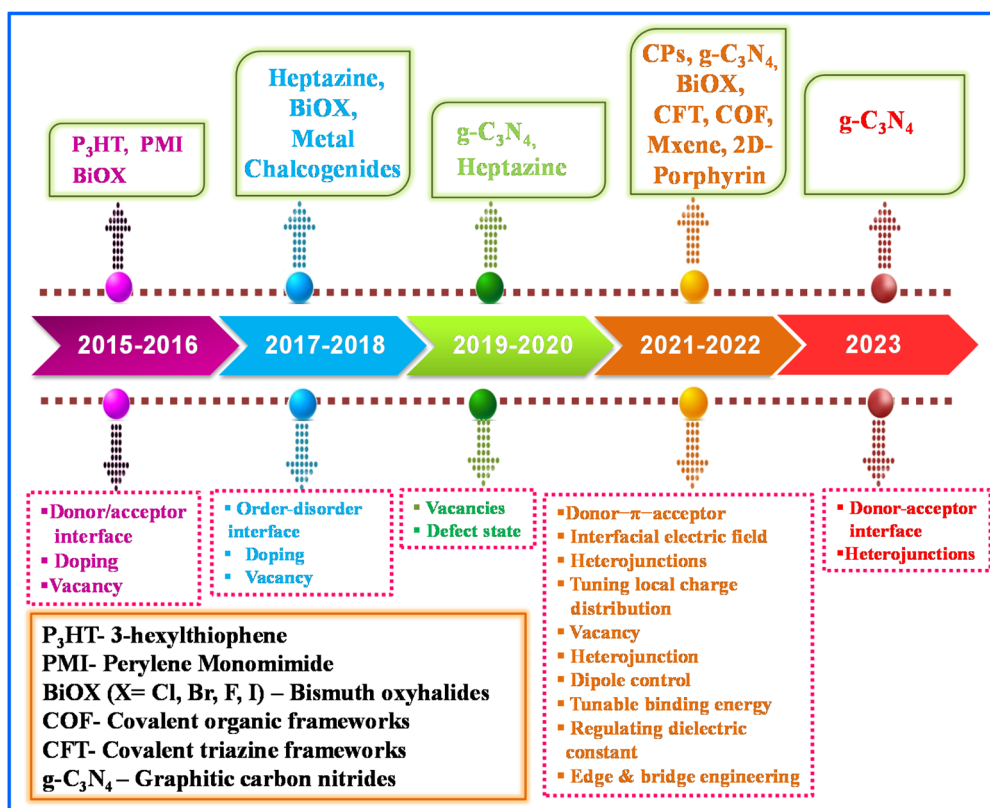 P₃HT, PMI
BiOX
Heptazine,
BiOX,
Metal
Chalcogenides
g-C₃N₄,
Heptazine
CPs, g-C₃N₄,
BiOX,
CFT, COF,
Mxene, 2D-
Porphyrin
g-C₃N₄
2015-2016
2017-2018
2019-2020
2021-2022
2023
▪Donor/acceptor
interface
▪ Doping
▪Vacancy
▪ Order-disorder
interface
▪ Doping
▪ Vacancy
▪ Vacancies
▪ Defect state
▪Donor–π–acceptor
▪ Interfacial electric field
▪ Heterojunctions
▪ Tuning local charge
distribution
▪ Vacancy
▪ Heterojunction
▪ Dipole control
▪ Tunable binding energy
▪ Regulating dielectric
constant
▪ Edge & bridge engineering
▪ Donor-acceptor
interface
▪Heterojunctions
P₃HT- 3-hexylthiophene
PMI- Perylene Monomimide
BiOX (X= Cl, Br, F, I) – Bismuth oxyhalides
COF- Covalent organic frameworks
CFT- Covalent triazine frameworks
g-C₃N₄ – Graphitic carbon nitrides